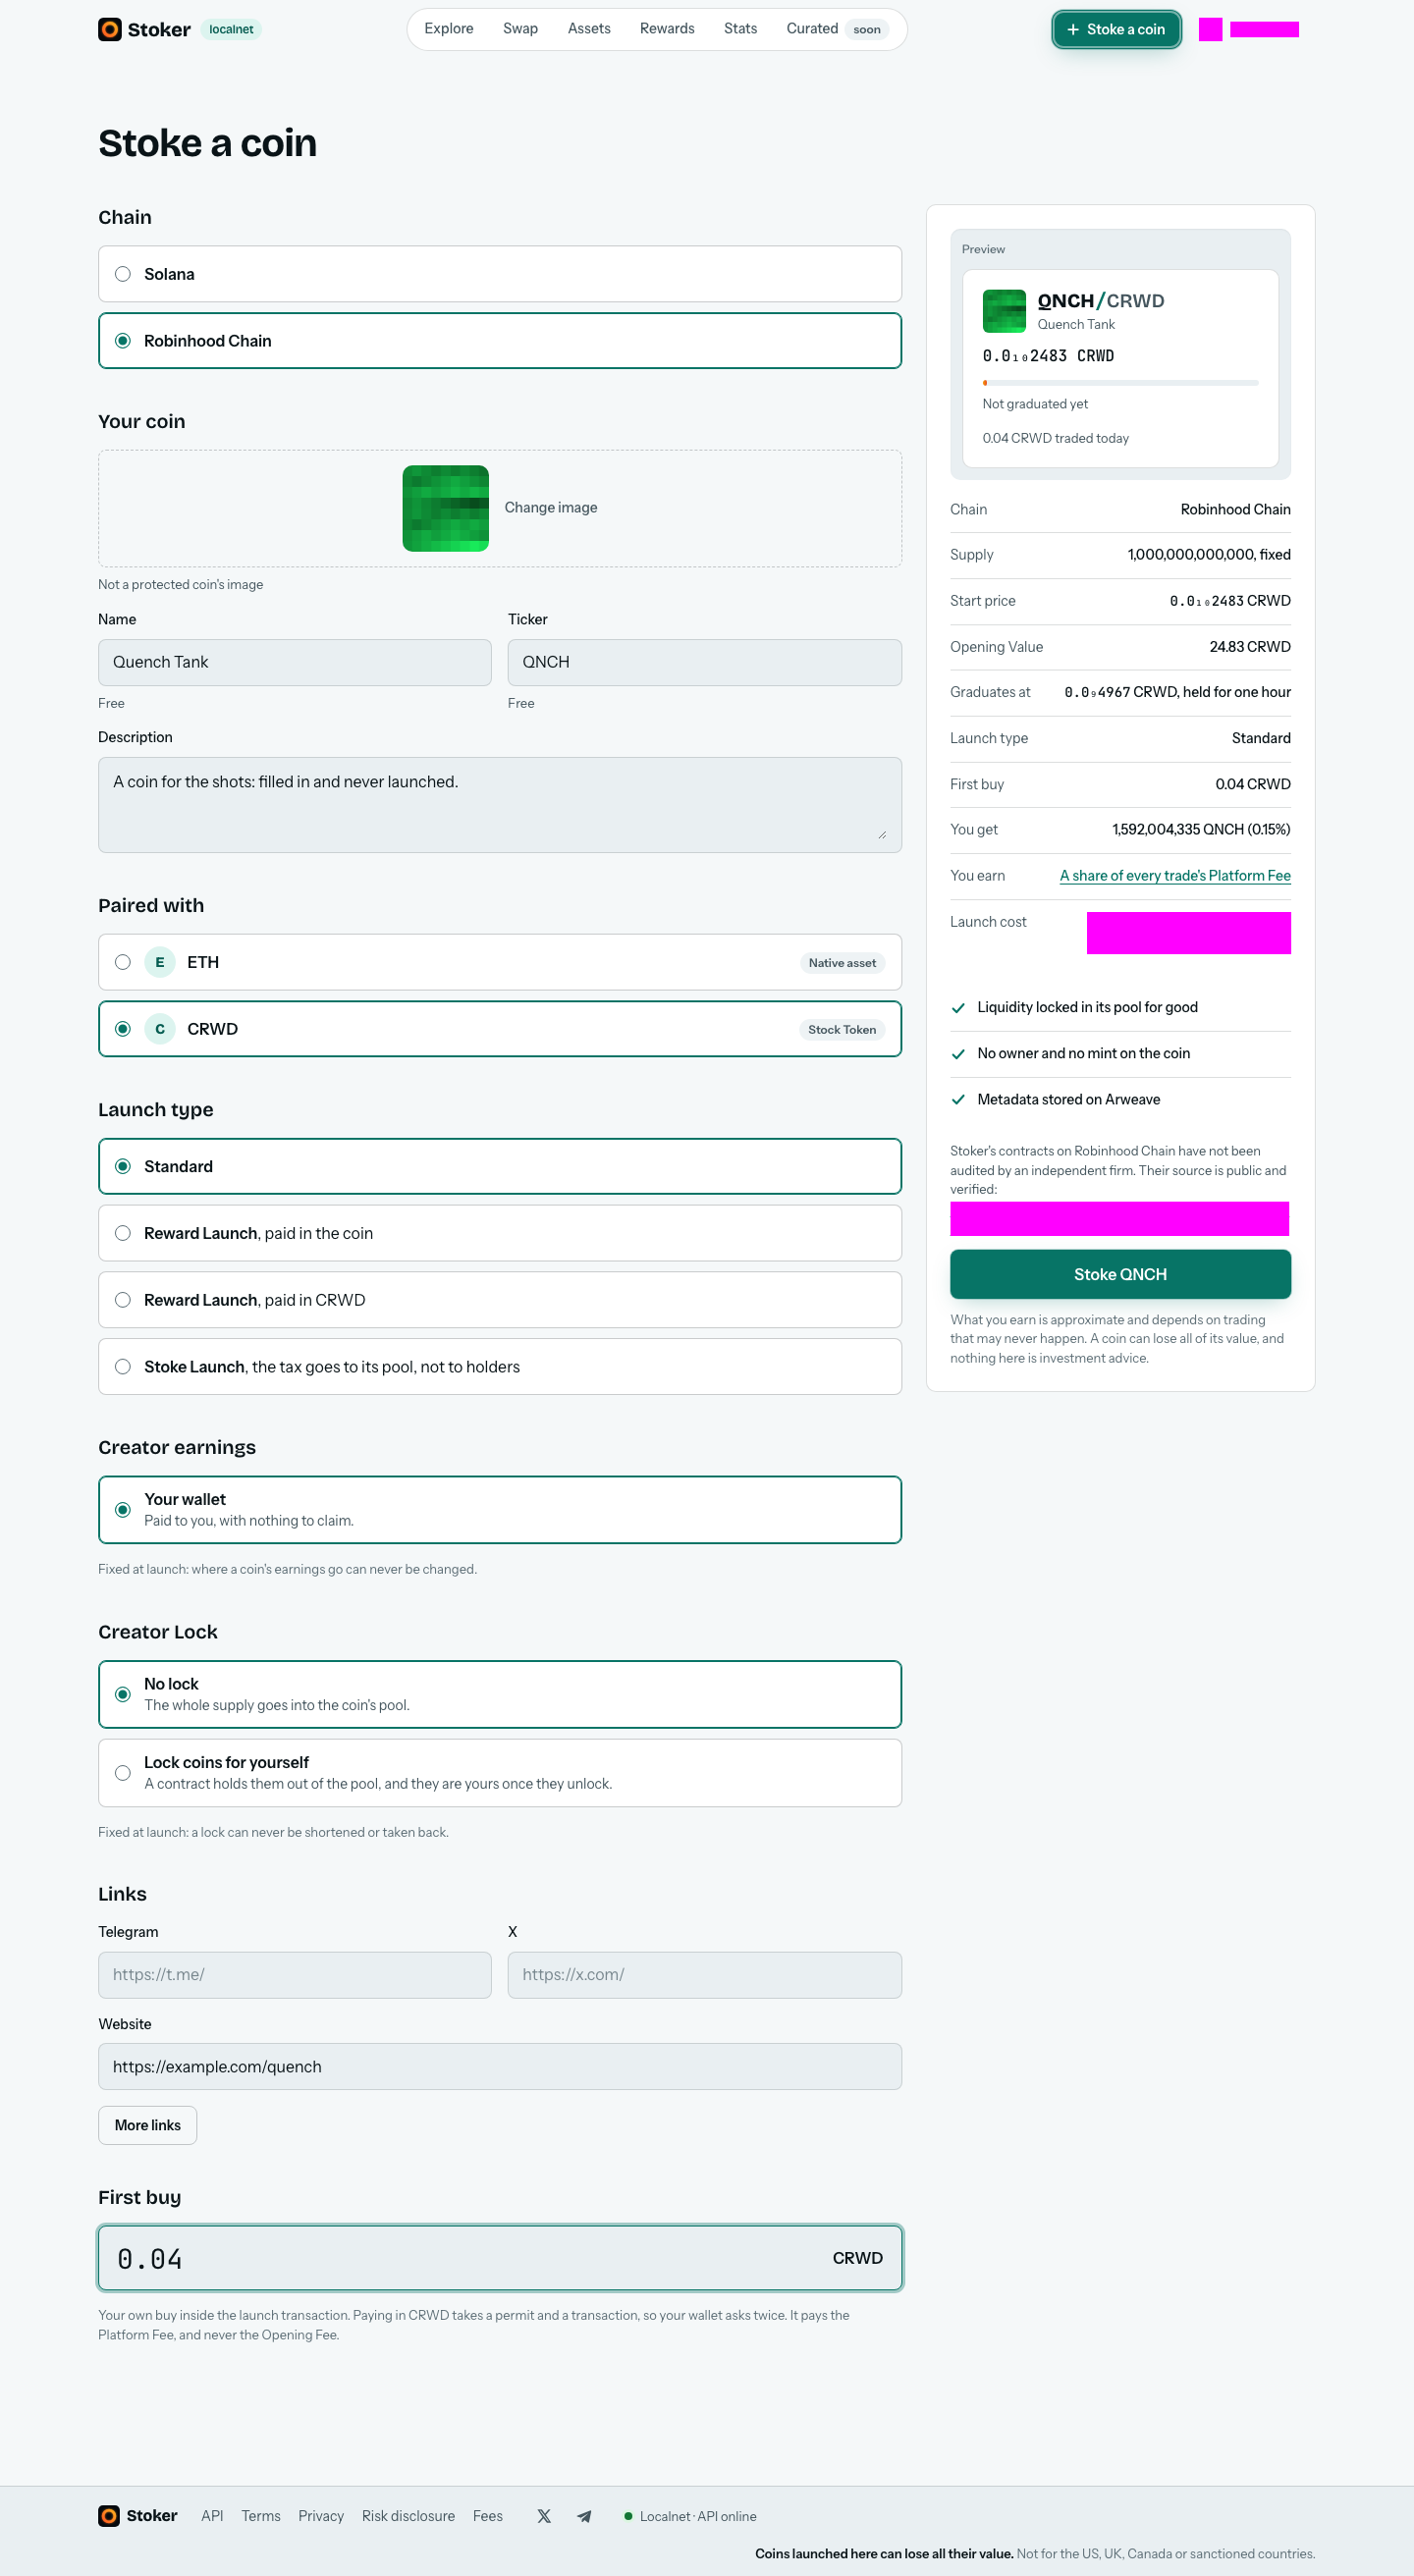 Stoker localnet
Explore Swap Assets Rewards Stats Curated soon
Stoke a coin
Stoke a coin
Chain
Solana
Robinhood Chain
Your coin
Change image
Not a protected coin's image
Name
Ticker
Quench Tank
QNCH
Free
Free
Description
A coin for the shots: filled in and never launched.
Paired with
E ETH Native asset
C CRWD Stock Token
Launch type
Standard
Reward Launch, paid in the coin
Reward Launch, paid in CRWD
Stoke Launch, the tax goes to its pool, not to holders
Creator earnings
Your wallet
Paid to you, with nothing to claim.
Fixed at launch: where a coin's earnings go can never be changed.
Creator Lock
No lock
The whole supply goes into the coin's pool.
Lock coins for yourself
A contract holds them out of the pool, and they are yours once they unlock.
Fixed at launch: a lock can never be shortened or taken back.
Links
Telegram
X
https://t.me/
https://x.com/
Website
https://example.com/quench
More links
First buy
0.04 CRWD
Your own buy inside the launch transaction. Paying in CRWD takes a permit and a transaction, so your wallet asks twice. It pays the
Platform Fee, and never the Opening Fee.
Preview
QNCH/CRWD
Quench Tank
0.0₁₀2483 CRWD
Not graduated yet
0.04 CRWD traded today
Chain Robinhood Chain
Supply 1,000,000,000,000, fixed
Start price 0.0₁₀2483 CRWD
Opening Value 24.83 CRWD
Graduates at 0.0₉4967 CRWD, held for one hour
Launch type Standard
First buy 0.04 CRWD
You get 1,592,004,335 QNCH (0.15%)
You earn A share of every trade's Platform Fee
Launch cost
Liquidity locked in its pool for good
No owner and no mint on the coin
Metadata stored on Arweave
Stoker's contracts on Robinhood Chain have not been
audited by an independent firm. Their source is public and
verified:
Stoke QNCH
What you earn is approximate and depends on trading
that may never happen. A coin can lose all of its value, and
nothing here is investment advice.
Stoker API Terms Privacy Risk disclosure Fees Localnet · API online
Coins launched here can lose all their value. Not for the US, UK, Canada or sanctioned countries.